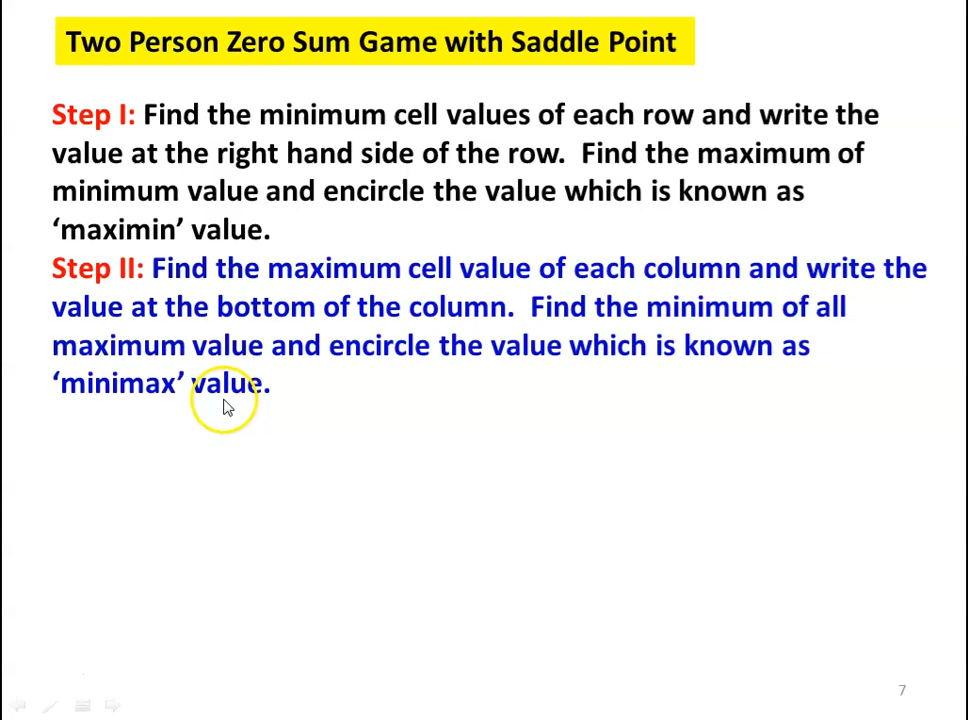 Two Person Zero Sum Game with Saddle Point
Step I: Find the minimum cell values of each row and write the
value at the right hand side of the row.  Find the maximum of
minimum value and encircle the value which is known as
‘maximin’ value.
Step II: Find the maximum cell value of each column and write the
value at the bottom of the column.  Find the minimum of all
maximum value and encircle the value which is known as
‘minimax’ value.
7